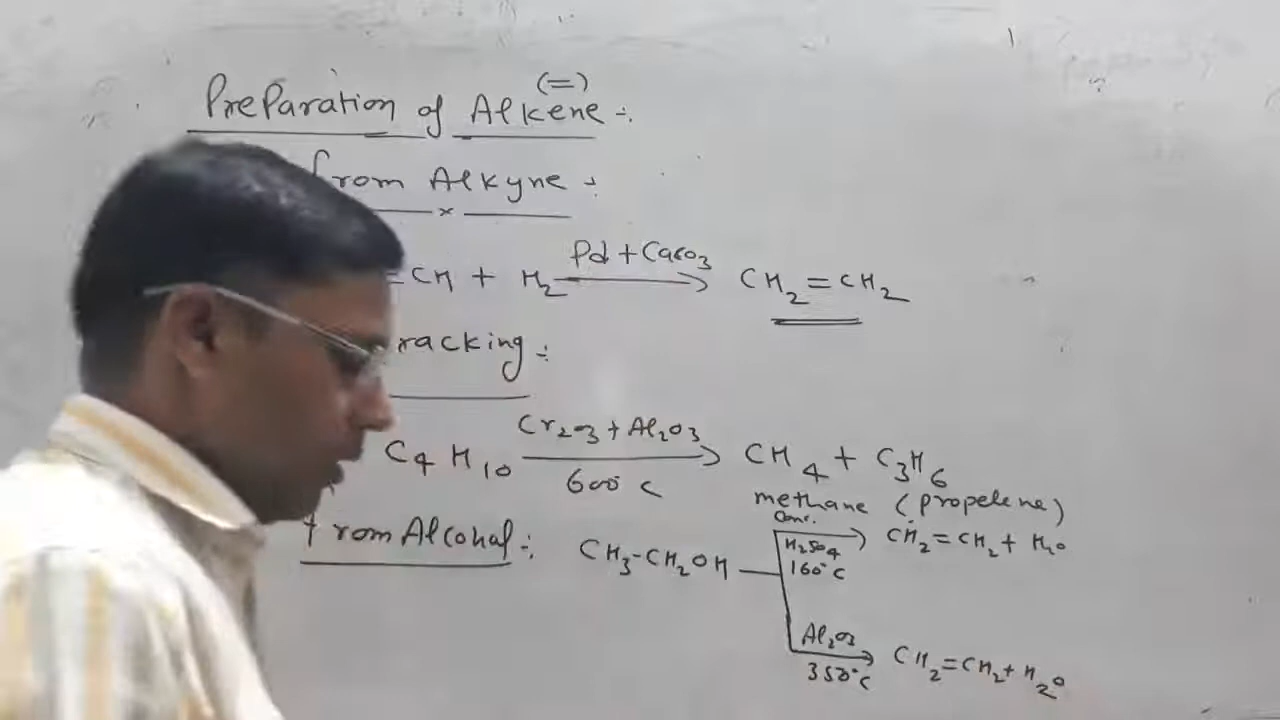 (=)
Preparation of Alkene :-
from Alkyne :-
≡CH + H2 Pd + CaCO3 → CH2=CH2
racking :-
C4H10 Cr2O3 + Al2O3 → CH4 + C3H6
600°C methane (propelene)
from Alcohal :- CH3-CH2OH Conc. H2SO4 160°C → CH2=CH2 + H2O
Al2O3 350°C → CH2=CH2 + H2O